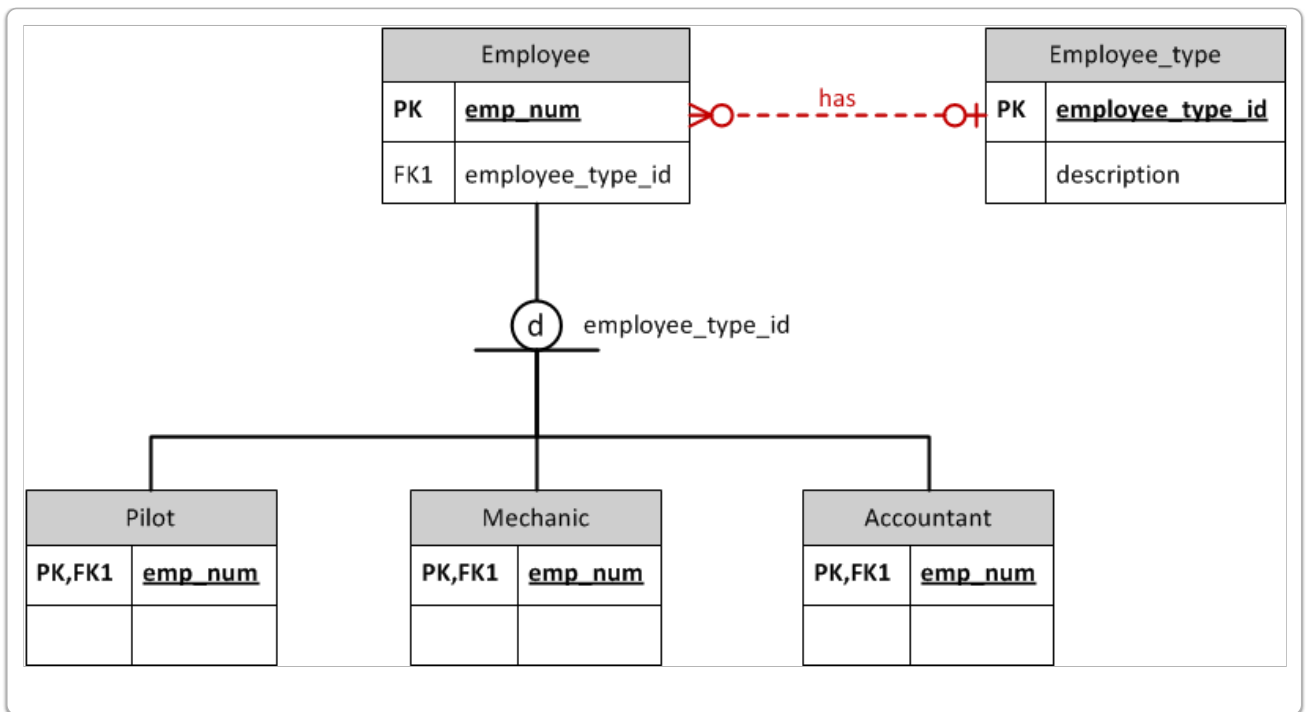 Employee
PK emp_num
FK1 employee_type_id
has
Employee_type
PK employee_type_id
description
d employee_type_id
Pilot
PK,FK1 emp_num
Mechanic
PK,FK1 emp_num
Accountant
PK,FK1 emp_num